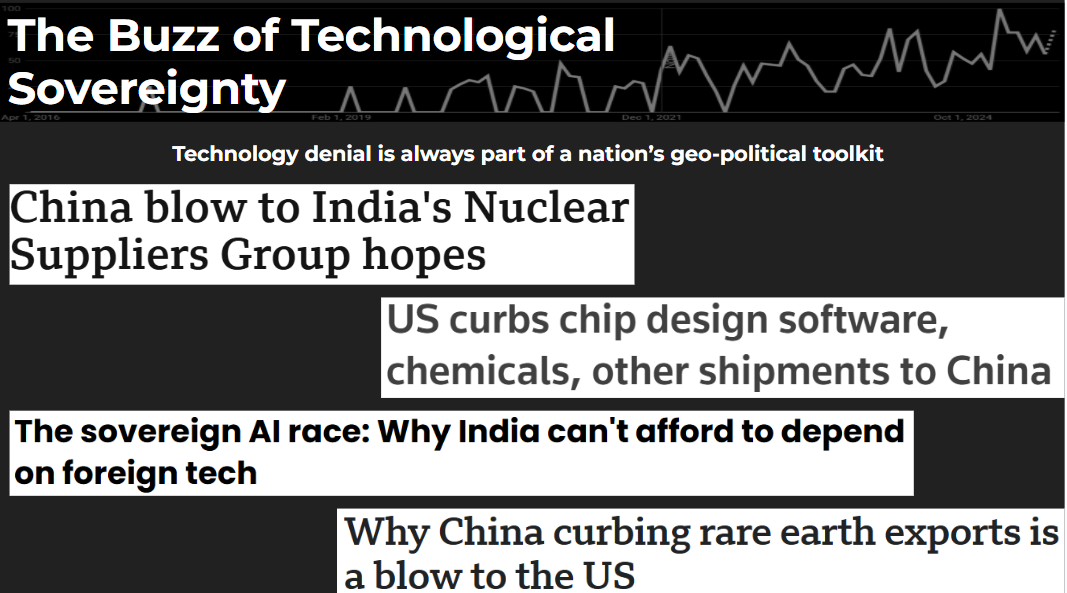 100
The Buzz of Technological
75
50
Sovereignty
Apr 1, 2016
Feb 1, 2019
Dec 1, 2021
Oct 1, 2024
Technology denial is always part of a nation’s geo-political toolkit
China blow to India's Nuclear
Suppliers Group hopes
US curbs chip design software,
chemicals, other shipments to China
The sovereign AI race: Why India can't afford to depend
on foreign tech
Why China curbing rare earth exports is
a blow to the US